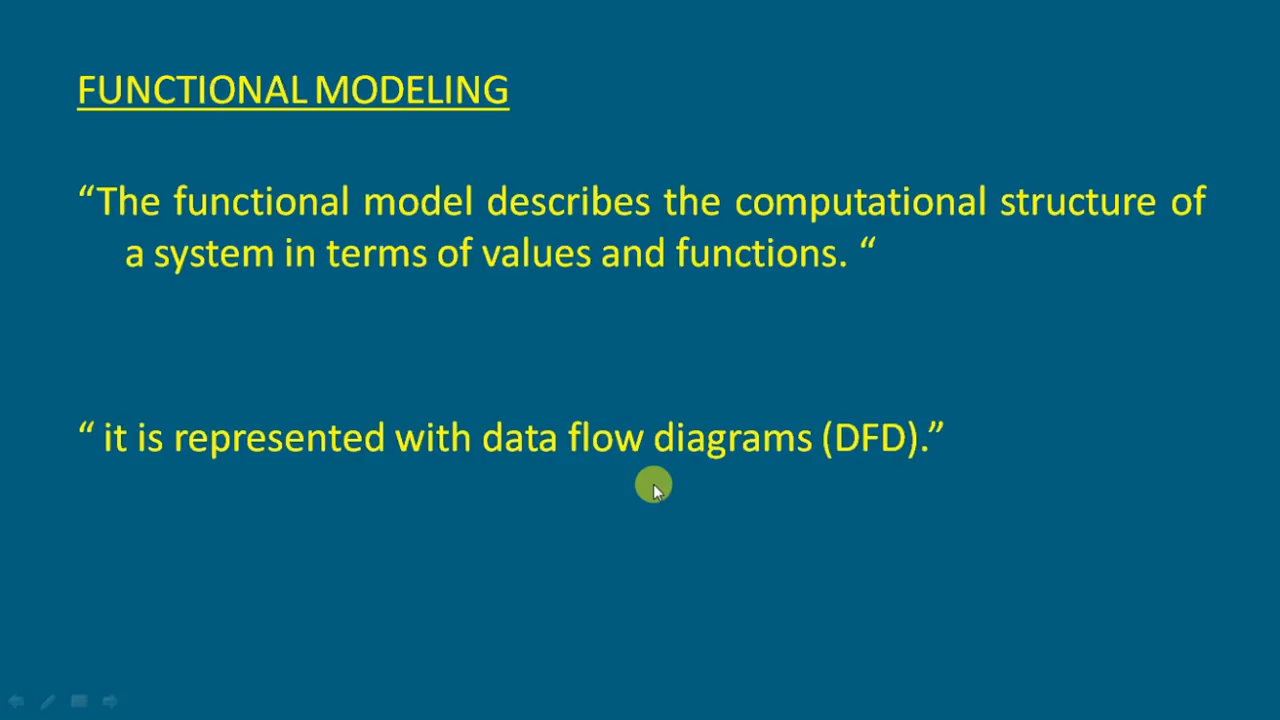 FUNCTIONAL MODELING
“The functional model describes the computational structure of
a system in terms of values and functions. “
“ it is represented with data flow diagrams (DFD).”